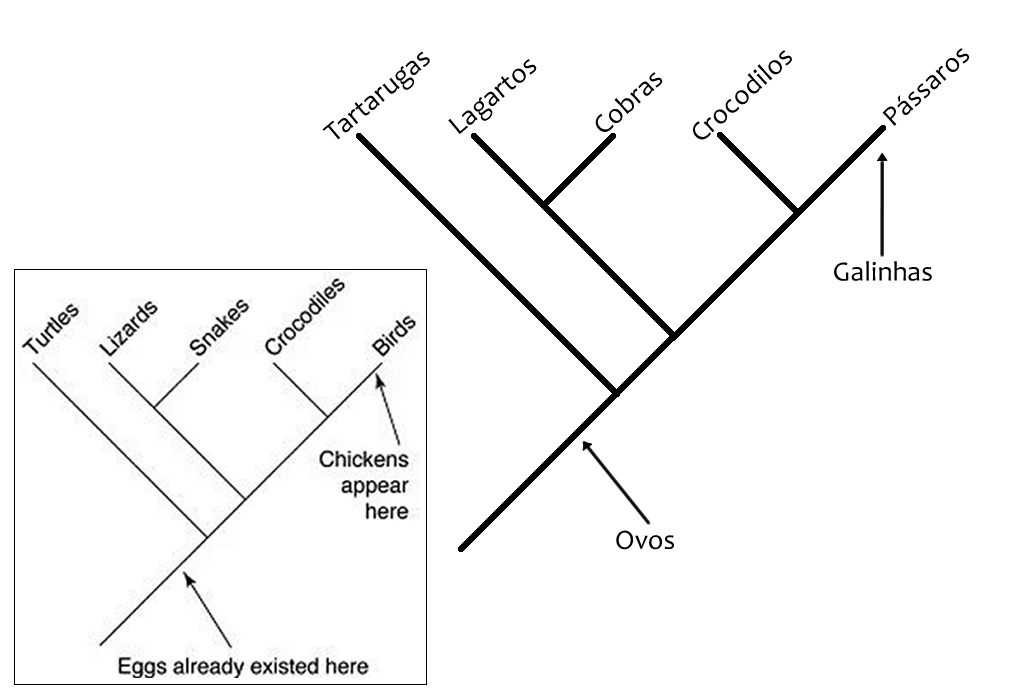 Tartarugas
Lagartos
Cobras
Crocodilos
Pássaros
Galinhas
Ovos
Turtles
Lizards
Snakes
Crocodiles
Birds
Chickens
appear
here
Eggs already existed here